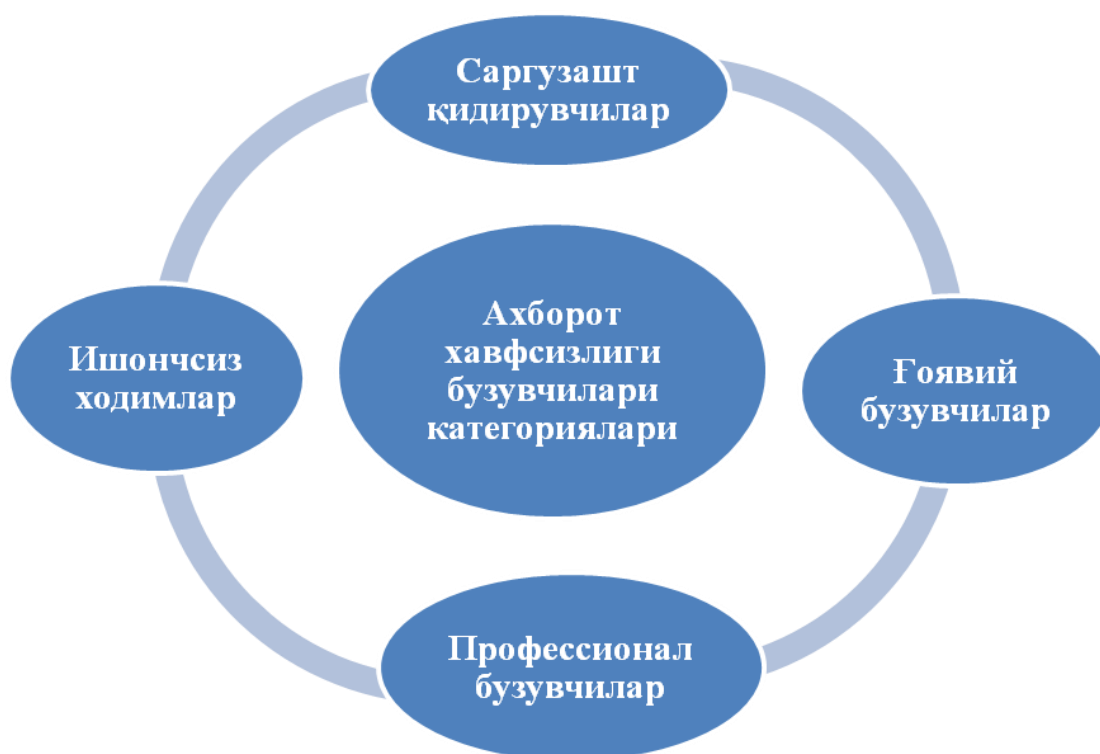 Саргузашт
қидирувчилар
Ахборот
хавфсизлиги
бузувчилари
категориялари
Ишончсиз
ходимлар
Ғоявий
бузувчилар
Профессионал
бузувчилар